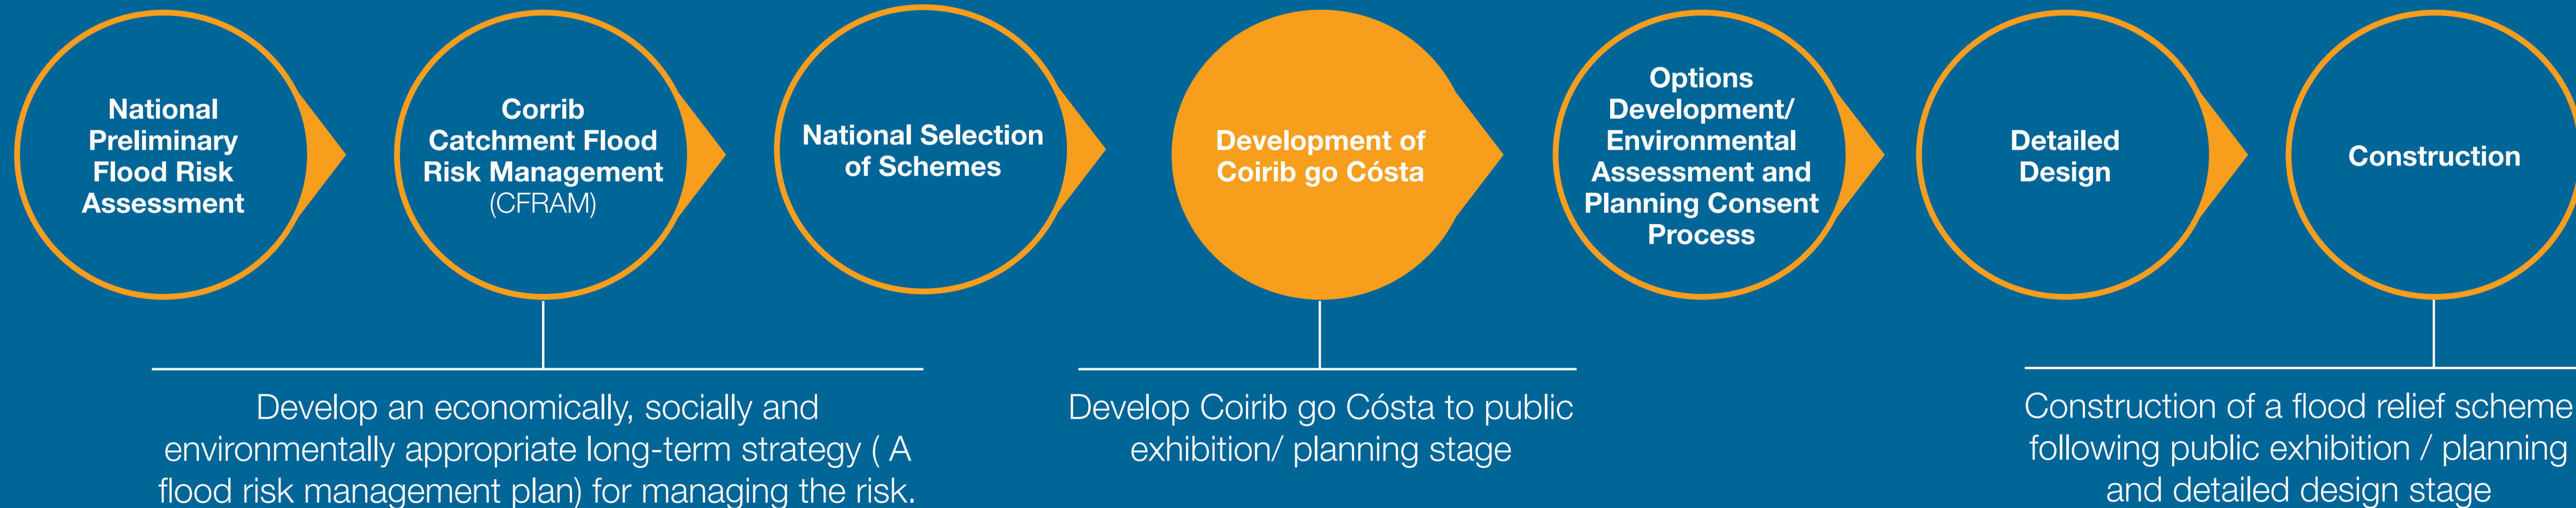 National
Preliminary
Flood Risk
Assessment
Corrib
Catchment Flood
Risk Management
(CFRAM)
National Selection
of Schemes
Development of
Coirib go Cósta
Options
Development/
Environmental
Assessment and
Planning Consent
Process
Detailed
Design
Construction
Develop an economically, socially and
environmentally appropriate long-term strategy ( A
flood risk management plan) for managing the risk.
Develop Coirib go Cósta to public
exhibition/ planning stage
Construction of a flood relief scheme
following public exhibition / planning
and detailed design stage